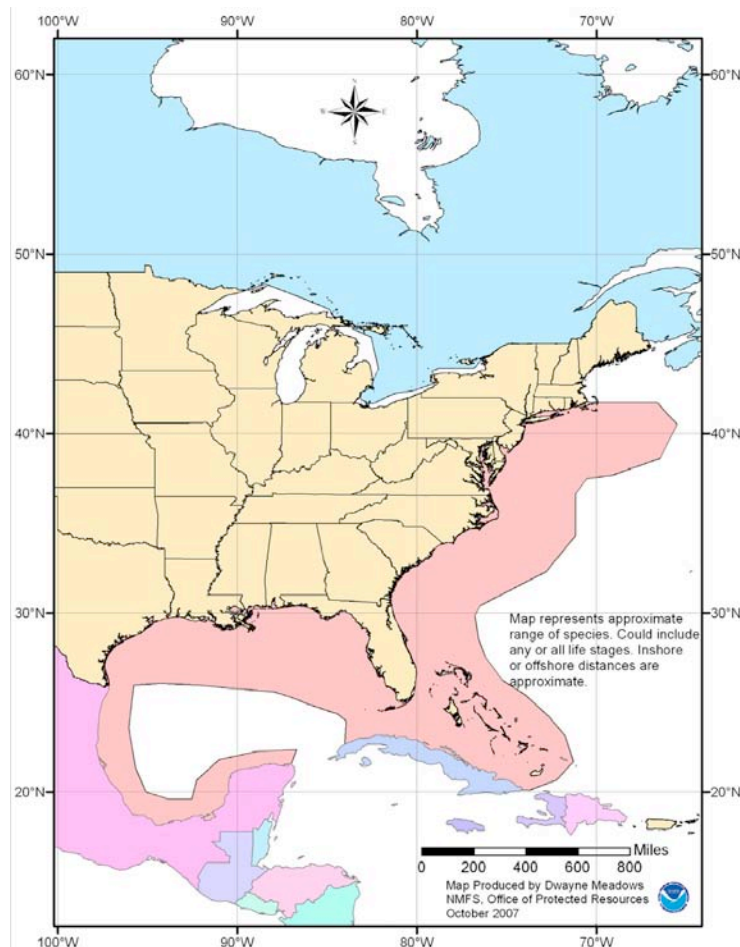 100°W 90°W 80°W 70°W
60°N 60°N
50°N 50°N
40°N 40°N
30°N 30°N
Map represents approximate
range of species. Could include
any or all life stages. Inshore
or offshore distances are
approximate.
20°N 20°N
Miles
0 200 400 600 800
Map Produced by Dwayne Meadows
NMFS, Office of Protected Resources
October 2007
100°W 90°W 80°W 70°W